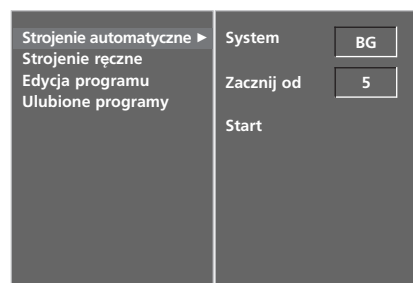 Strojenie automatyczne ►
Strojenie ręczne
Edycja programu
Ulubione programy
System BG
Zacznij od 5
Start